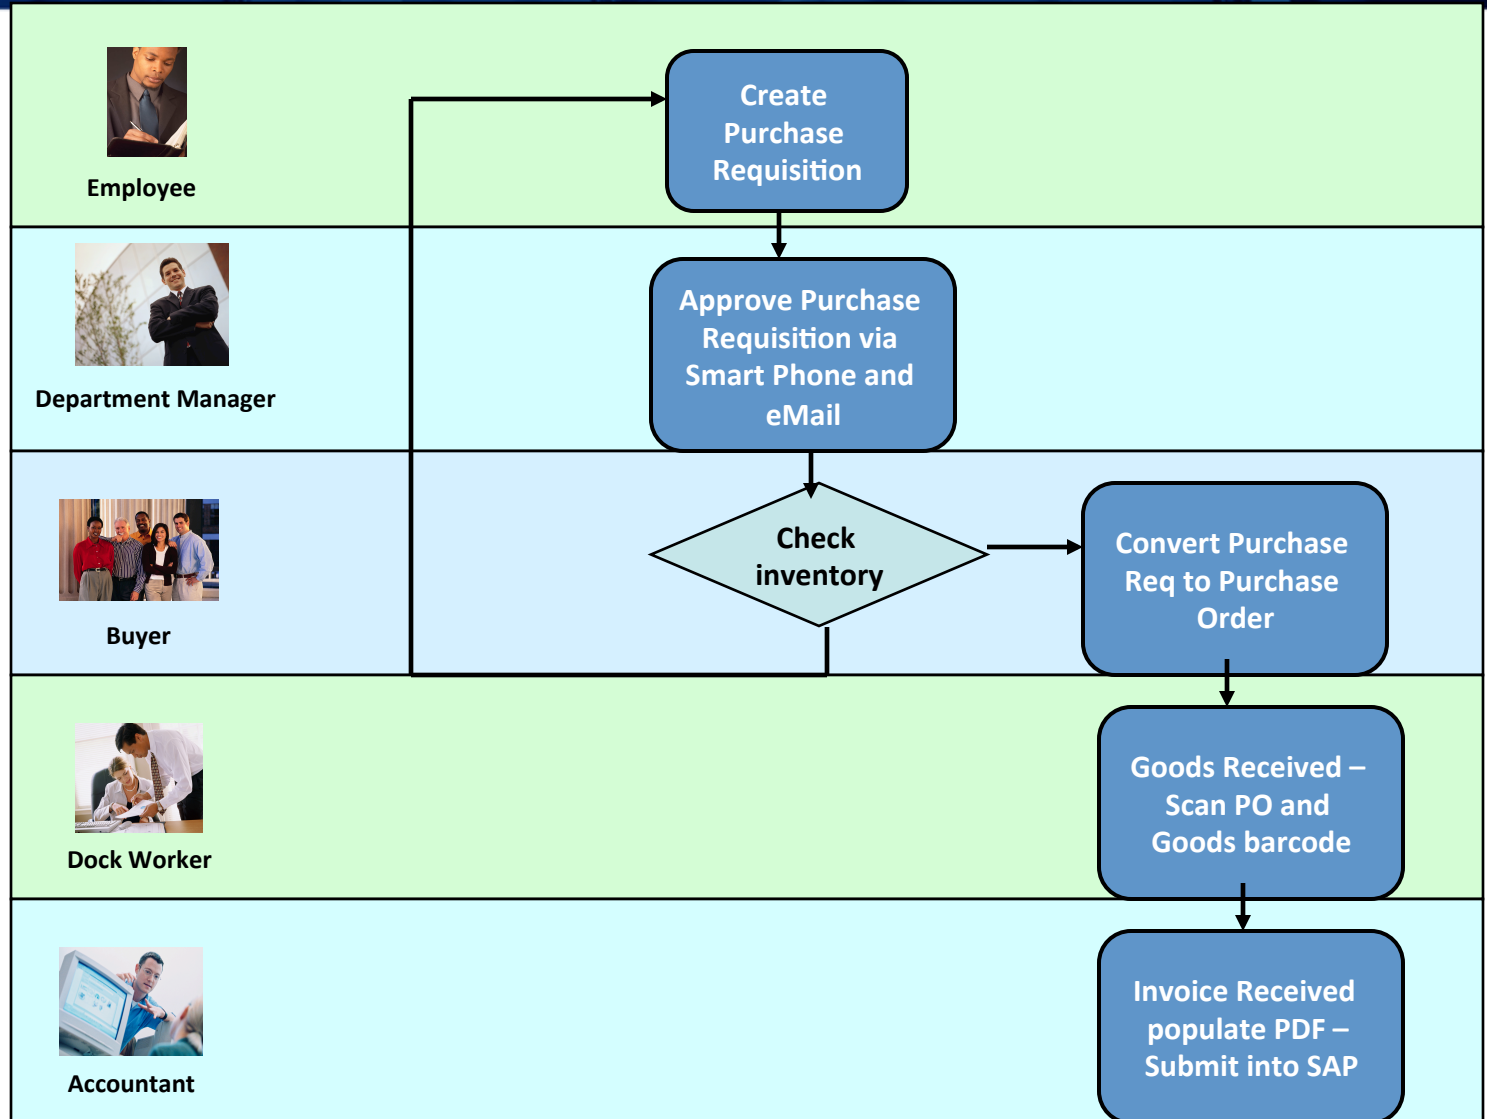 Create
Purchase
Requisition
Employee
Approve Purchase
Requisition via
Smart Phone and
eMail
Department Manager
Check
inventory
Convert Purchase
Req to Purchase
Order
Buyer
Goods Received –
Scan PO and
Goods barcode
Dock Worker
Invoice Received
populate PDF –
Submit into SAP
Accountant